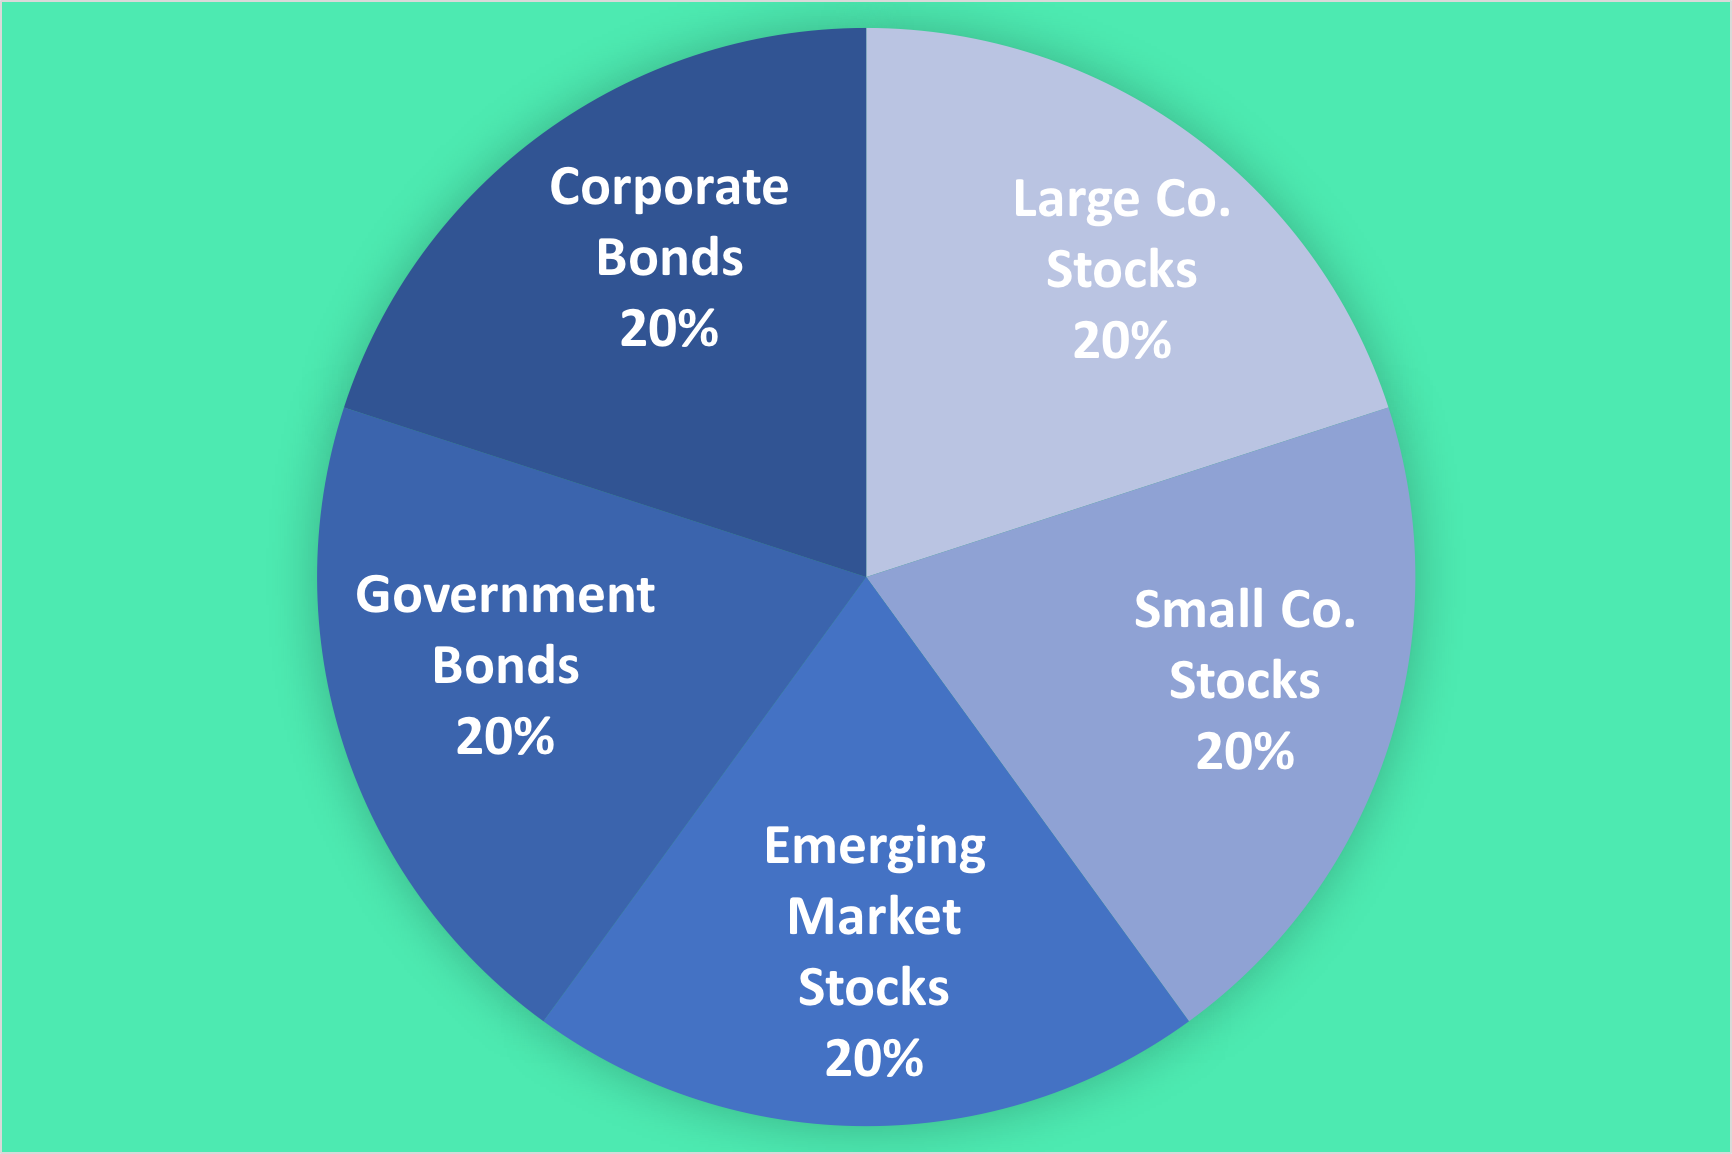 Corporate
Bonds
20%
Large Co.
Stocks
20%
Government
Bonds
20%
Small Co.
Stocks
20%
Emerging
Market
Stocks
20%